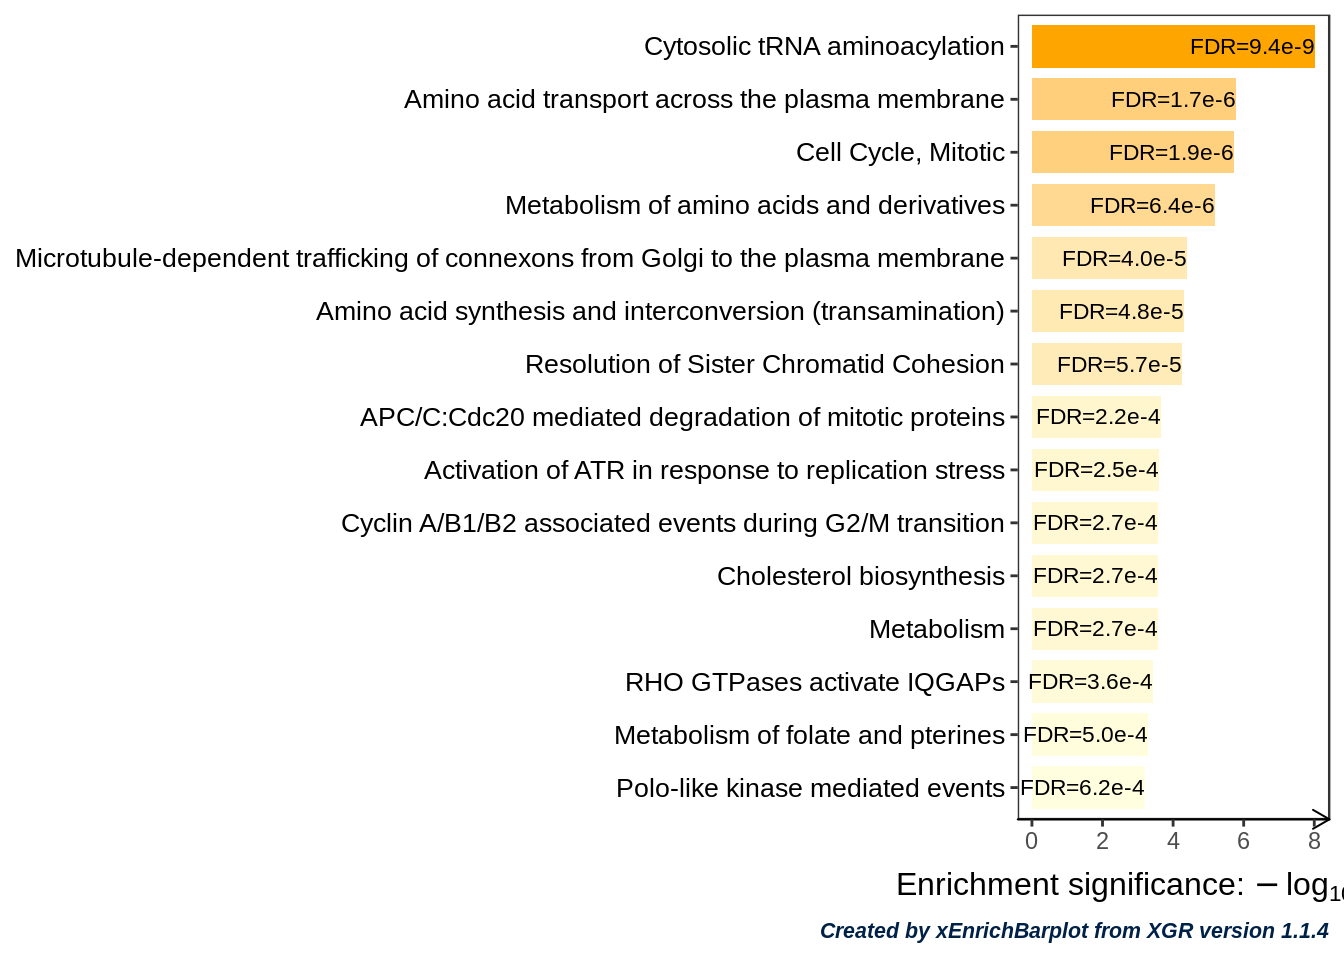 Cytosolic tRNA aminoacylation FDR=9.4e-9
Amino acid transport across the plasma membrane FDR=1.7e-6
Cell Cycle, Mitotic FDR=1.9e-6
Metabolism of amino acids and derivatives FDR=6.4e-6
Microtubule-dependent trafficking of connexons from Golgi to the plasma membrane FDR=4.0e-5
Amino acid synthesis and interconversion (transamination) FDR=4.8e-5
Resolution of Sister Chromatid Cohesion FDR=5.7e-5
APC/C:Cdc20 mediated degradation of mitotic proteins FDR=2.2e-4
Activation of ATR in response to replication stress FDR=2.5e-4
Cyclin A/B1/B2 associated events during G2/M transition FDR=2.7e-4
Cholesterol biosynthesis FDR=2.7e-4
Metabolism FDR=2.7e-4
RHO GTPases activate IQGAPs FDR=3.6e-4
Metabolism of folate and pterines FDR=5.0e-4
Polo-like kinase mediated events FDR=6.2e-4
0 2 4 6 8
Enrichment significance: − log₁₀
Created by xEnrichBarplot from XGR version 1.1.4